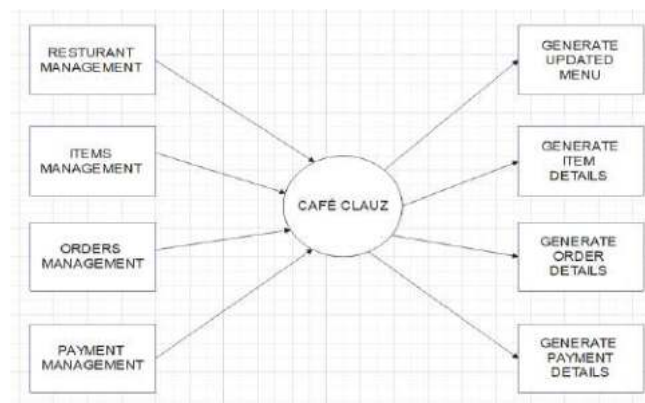 RESTURANT
MANAGEMENT
ITEMS
MANAGEMENT
ORDERS
MANAGEMENT
PAYMENT
MANAGEMENT
CAFÉ CLAUZ
GENERATE
UPDATED
MENU
GENERATE
ITEM
DETAILS
GENERATE
ORDER
DETAILS
GENERATE
PAYMENT
DETAILS